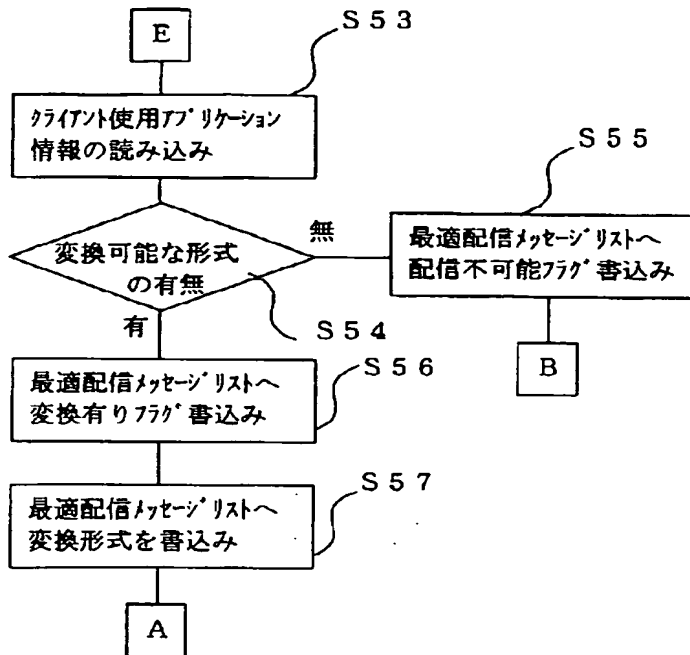 E
S53
ｸﾗｲｱﾝﾄ使用ｱﾌﾟﾘｹｰｼｮﾝ
情報の読み込み
変換可能な形式
の有無
S54
無
有
S55
最適配信ﾒｯｾｰｼﾞﾘｽﾄへ
配信不可能ﾌﾗｸﾞ書込み
B
S56
最適配信ﾒｯｾｰｼﾞﾘｽﾄへ
変換有りﾌﾗｸﾞ書込み
S57
最適配信ﾒｯｾｰｼﾞﾘｽﾄへ
変換形式を書込み
A